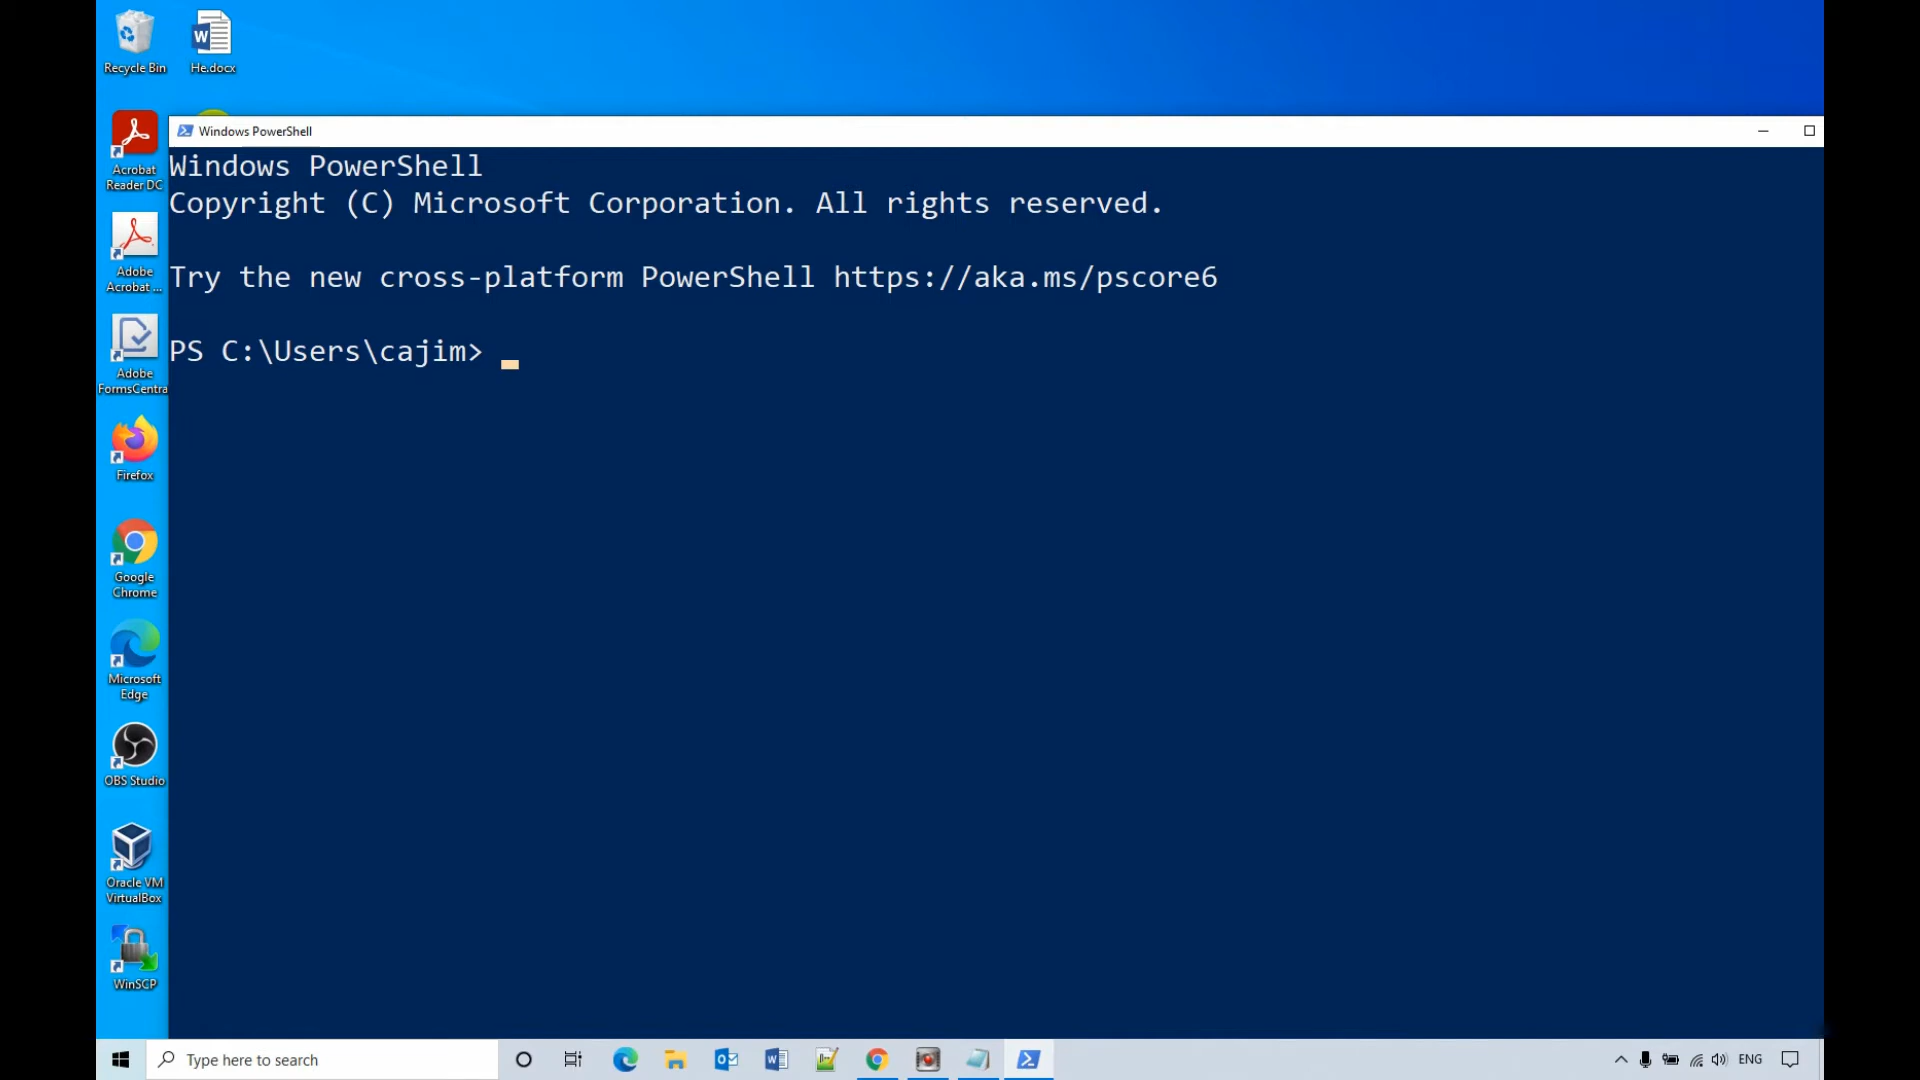 Recycle Bin
He.docx
Acrobat
Reader DC
Adobe
Acrobat ...
Adobe
FormsCentra
Firefox
Google
Chrome
Microsoft
Edge
OBS Studio
Oracle VM
VirtualBox
WinSCP
Windows PowerShell
Windows PowerShell
Copyright (C) Microsoft Corporation. All rights reserved.
Try the new cross-platform PowerShell https://aka.ms/pscore6
PS C:\Users\cajim>
Type here to search
ENG